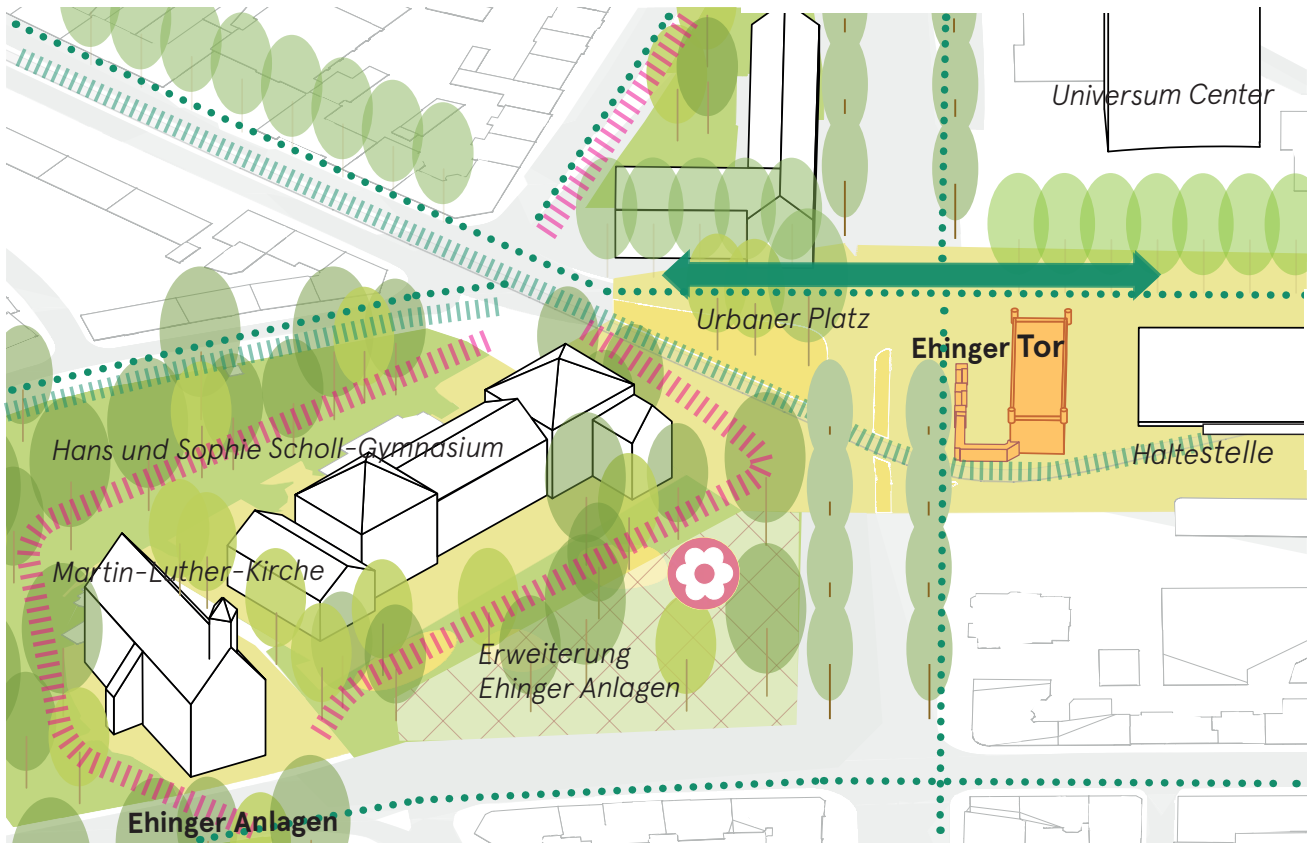 Universum Center
Urbaner Platz
Ehinger Tor
Hans und Sophie Scholl-Gymnasium
Haltestelle
Martin-Luther-Kirche
Erweiterung
Ehinger Anlagen
Ehinger Anlagen